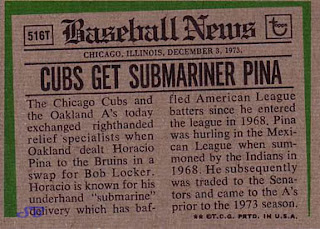 516T
Baseball News
topps
CHICAGO, ILLINOIS, DECEMBER 3, 1973.
CUBS GET SUBMARINER PINA
The Chicago Cubs and
the Oakland A's today
exchanged righthanded
relief specialists when
Oakland dealt Horacio
Pina to the Bruins in a
swap for Bob Locker.
Horacio is known for his
underhand "submarine"
delivery which has baf-
fled American League
batters since he entered
the league in 1968. Pina
was hurling in the Mexi-
can League when sum-
moned by the Indians in
1968. He subsequently
was traded to the Sena-
tors and came to the A's
prior to the 1973 season.
T.C.G. PRTD. IN U.S.A.